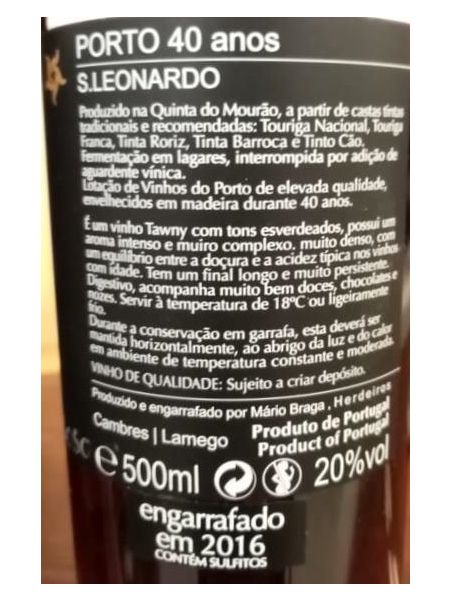 PORTO 40 anos
S.LEONARDO
Produzido na Quinta do Mourão, a partir de castas tintas
tradicionais e recomendadas: Touriga Nacional, Touriga
Franca, Tinta Roriz, Tinta Barroca e Tinto Cão.
Fermentação em lagares, interrompida por adição de
aguardente vínica.
Lotação de Vinhos do Porto de elevada qualidade,
envelhecidos em madeira durante 40 anos.
É um vinho Tawny com tons esverdeados, possui um
aroma intenso e muiro complexo. muito denso, com
um equilíbrio entre a doçura e a acidez típica nos vinhos
com idade. Tem um final longo e muito persistente.
Digestivo, acompanha muito bem doces, chocolates e
nozes. Servir à temperatura de 18ºC ou ligeiramente
frio.
Durante a conservação em garrafa, esta deverá ser
mantida horizontalmente, ao abrigo da luz e do calor
em ambiente de temperatura constante e moderada.
VINHO DE QUALIDADE: Sujeito a criar depósito.
Produzido e engarrafado por Mário Braga, Herdeiros
Cambres | Lamego
Produto de Portugal
Product of Portugal
℮ 500ml 20%vol
engarrafado
em 2016
CONTÉM SULFITOS